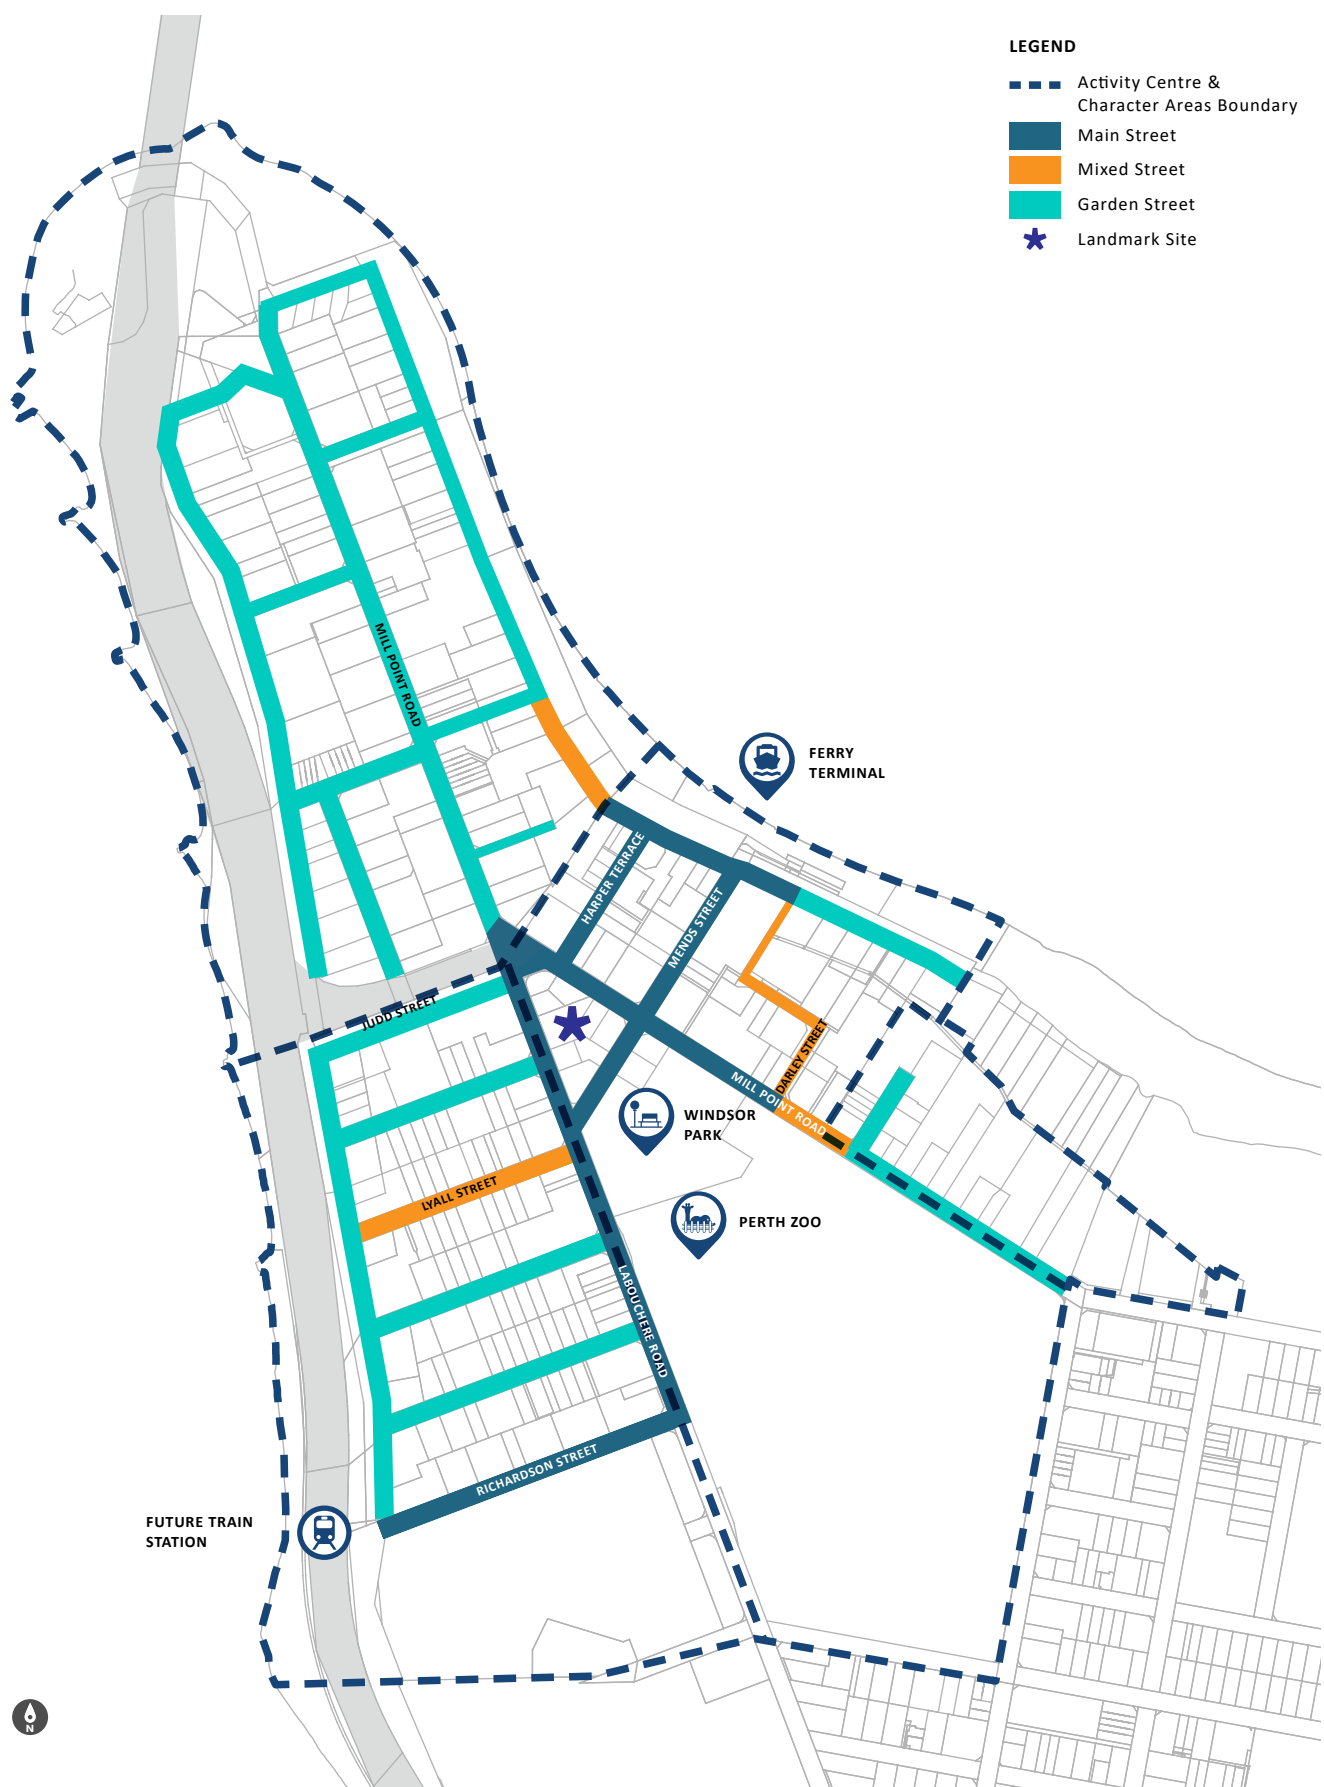 LEGEND
Activity Centre &
Character Areas Boundary
Main Street
Mixed Street
Garden Street
Landmark Site
MILL POINT ROAD
FERRY
TERMINAL
HARPER TERRACE
MENDS STREET
JUDD STREET
DARLEY STREET
MILL POINT ROAD
WINDSOR
PARK
LYALL STREET
PERTH ZOO
LABOUCHERE ROAD
RICHARDSON STREET
FUTURE TRAIN
STATION
N